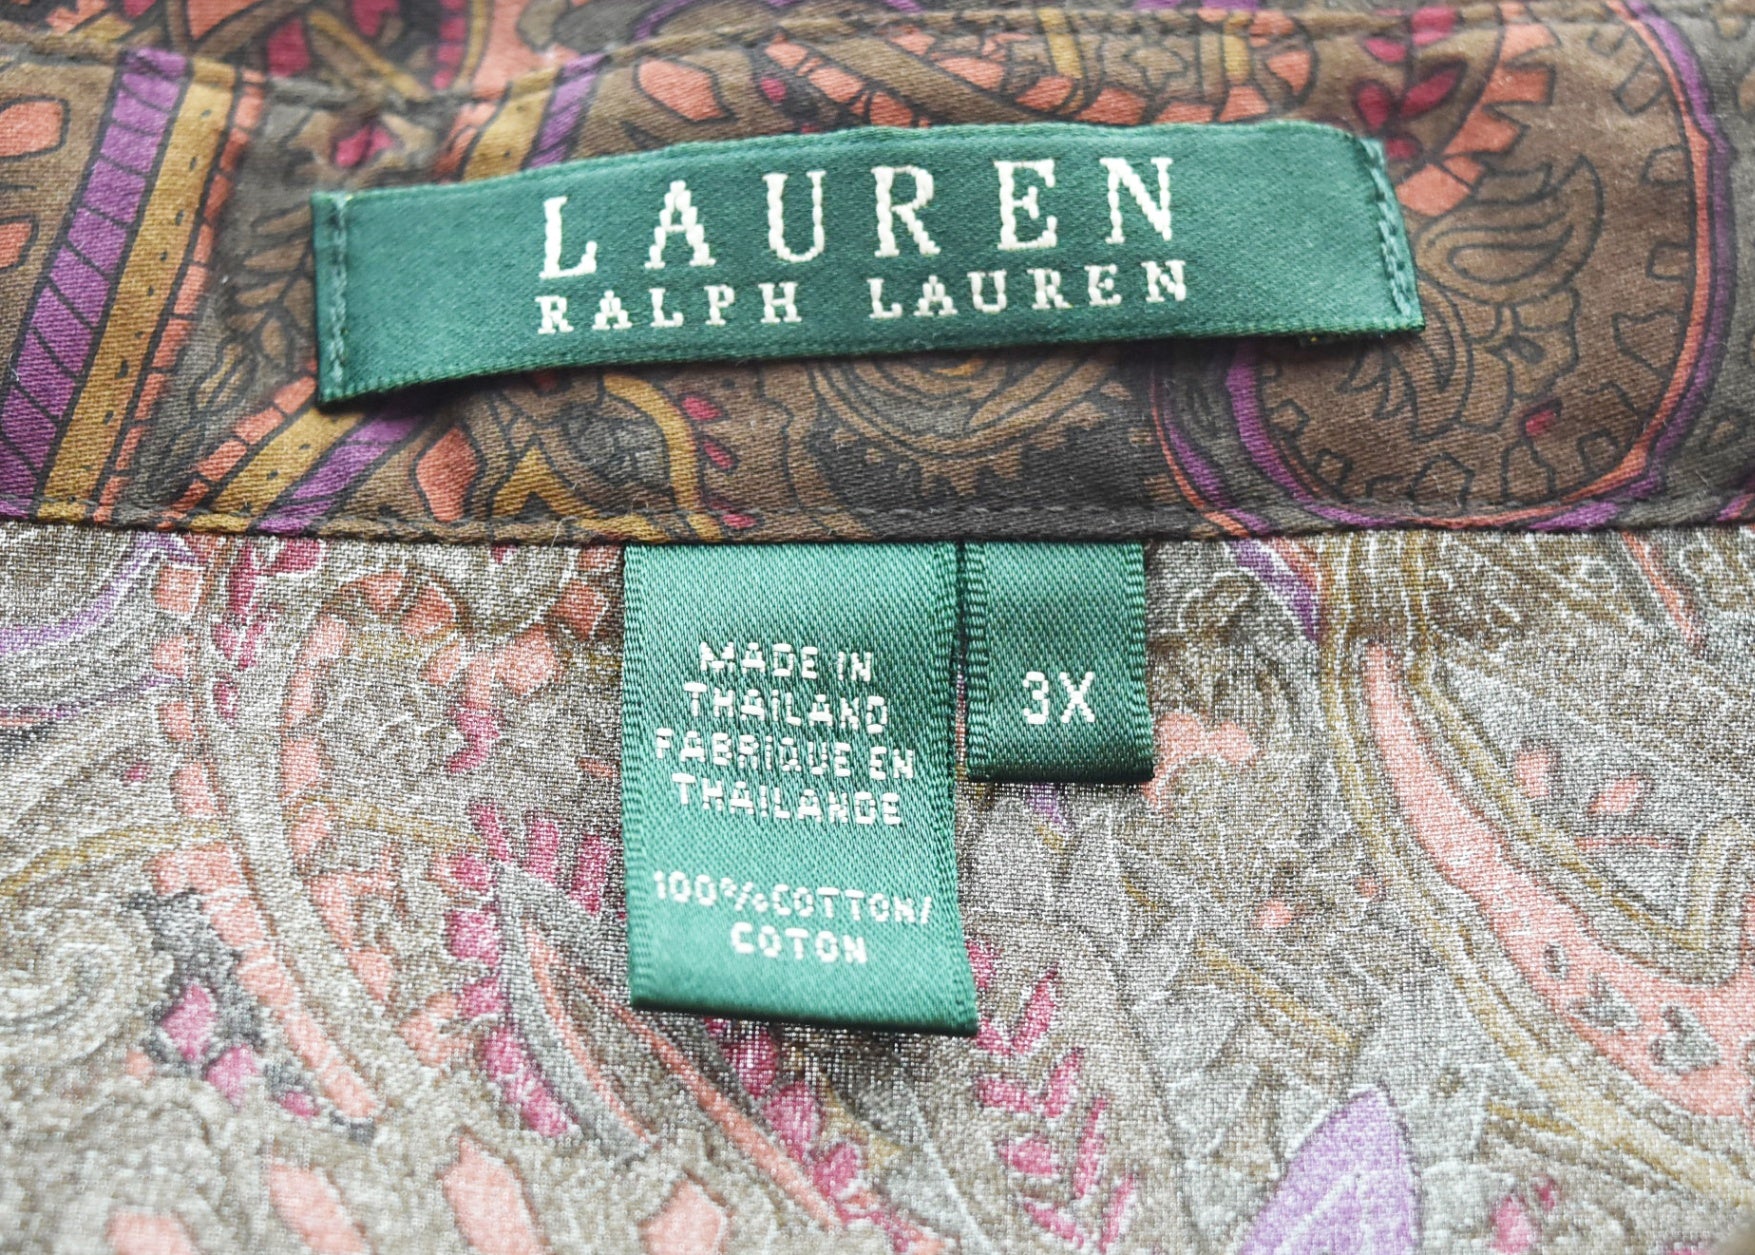 LAUREN
RALPH LAUREN
MADE IN
THAILAND
FABRIQUE EN
THAILANDE
100%COTTON/
COTON
3X